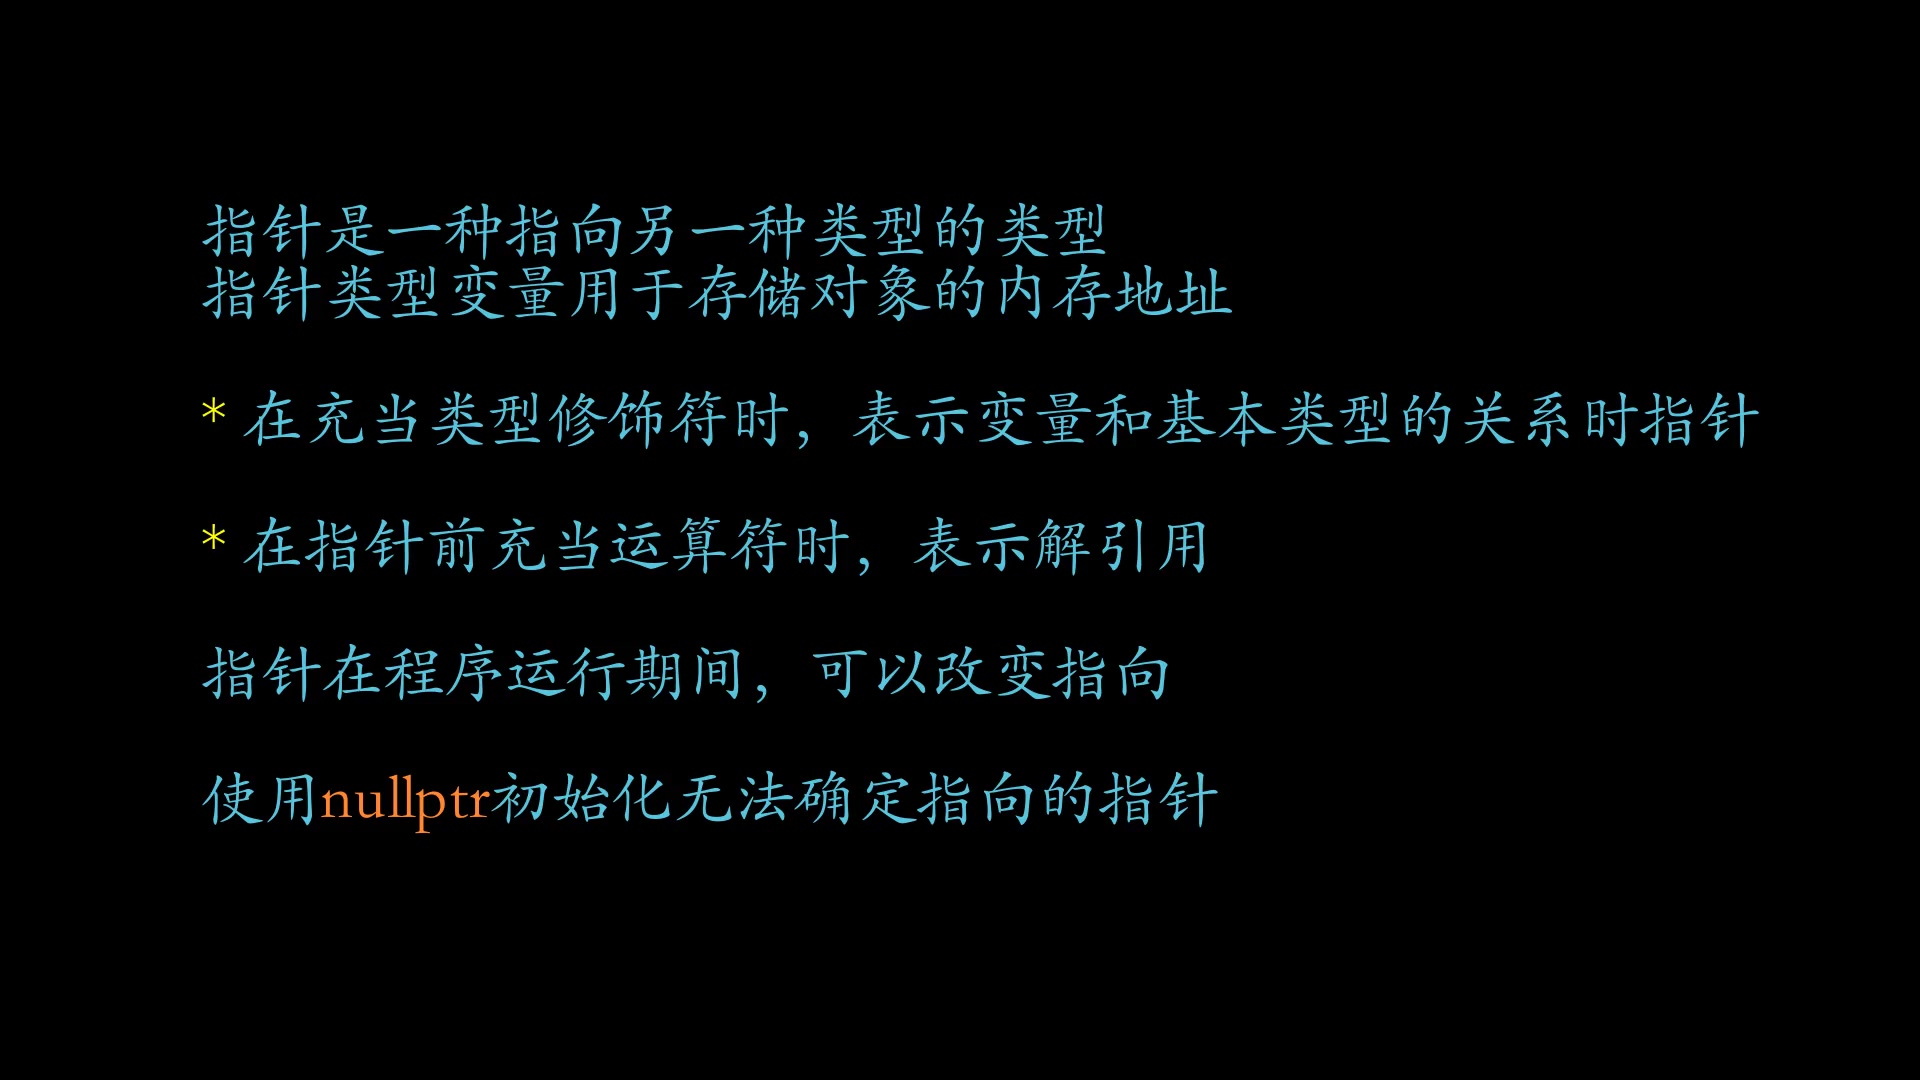 指针是一种指向另一种类型的类型
指针类型变量用于存储对象的内存地址
* 在充当类型修饰符时，表示变量和基本类型的关系时指针
* 在指针前充当运算符时，表示解引用
指针在程序运行期间，可以改变指向
使用nullptr初始化无法确定指向的指针